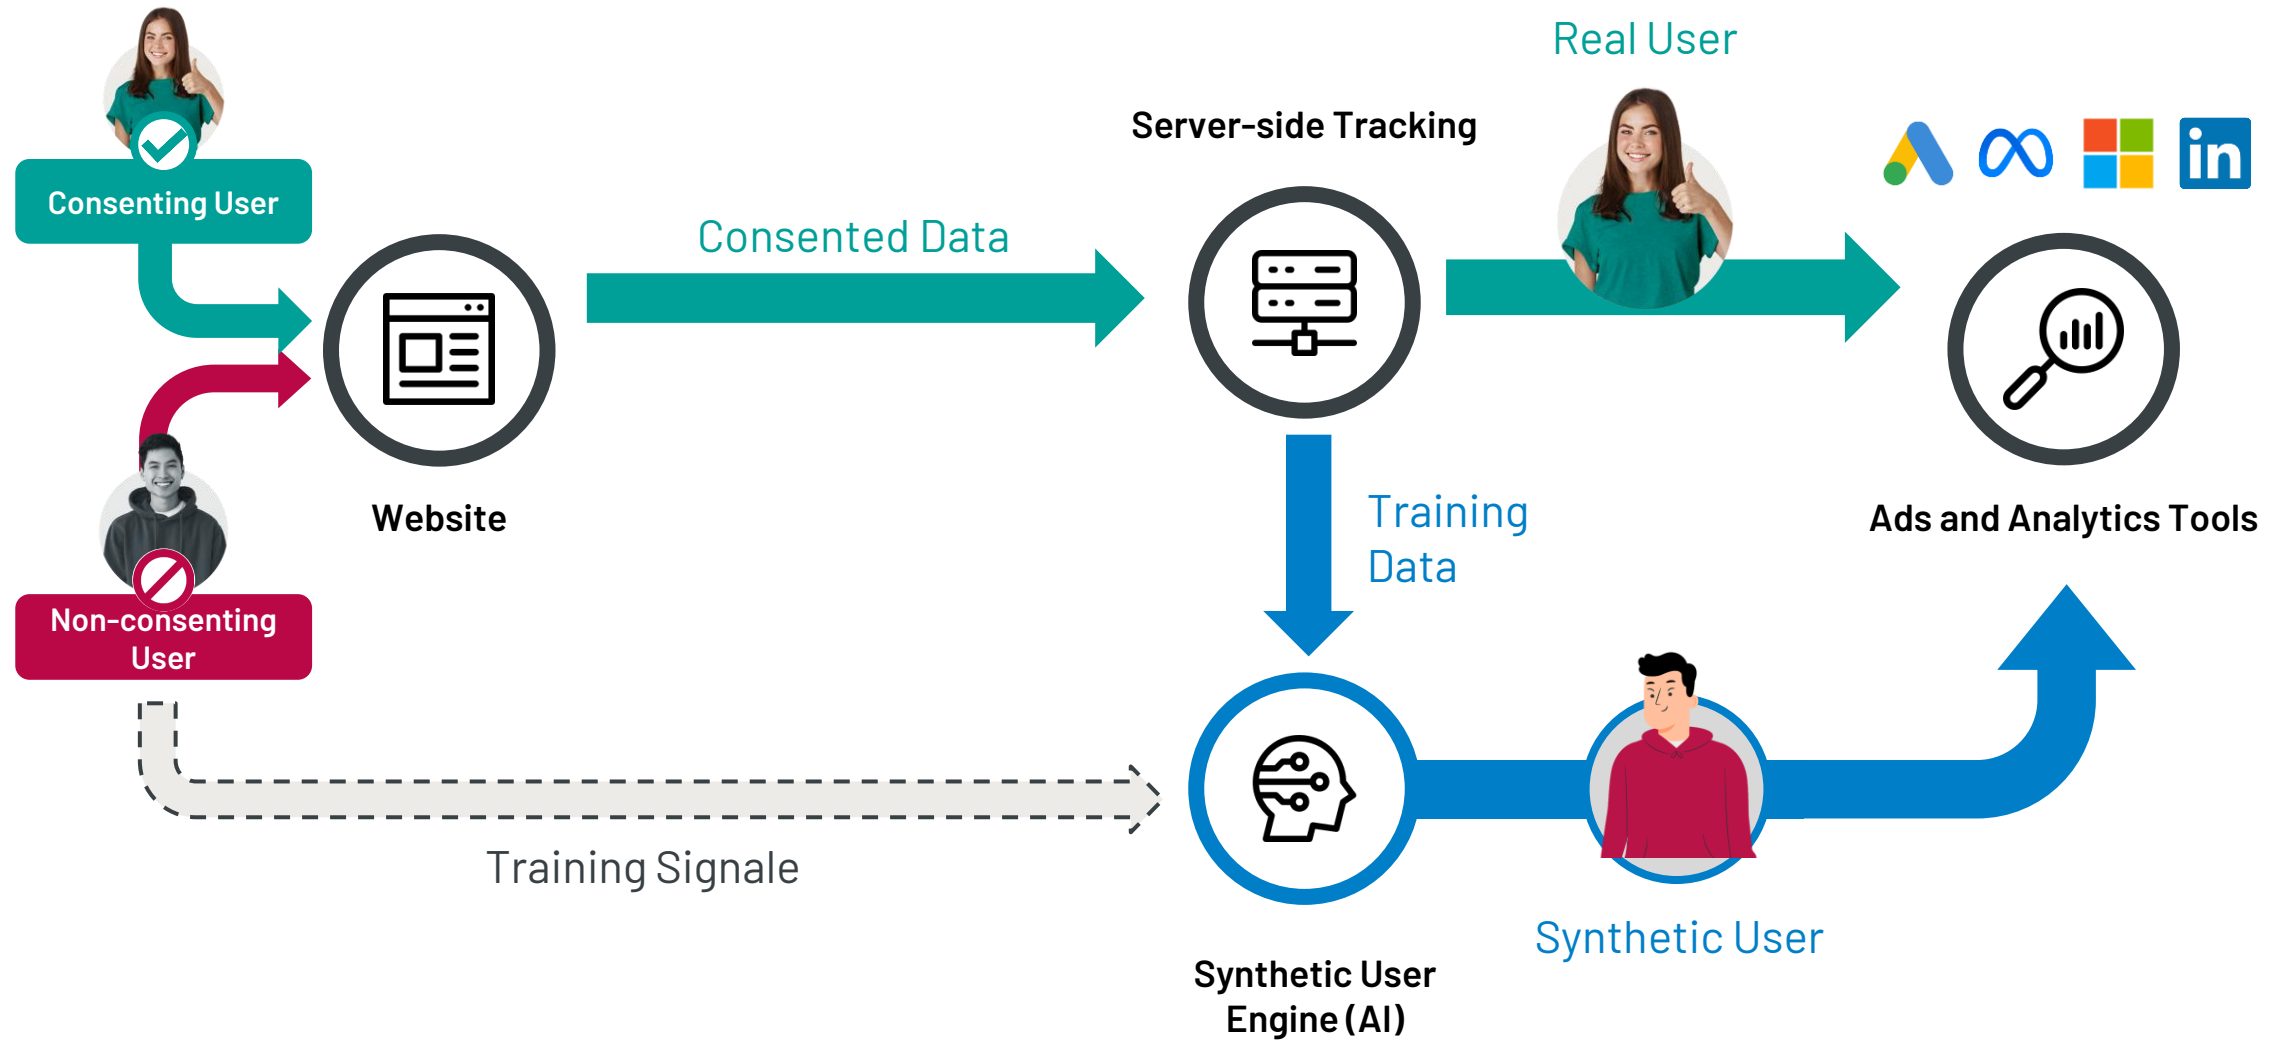 Real User
Server-side Tracking
Consenting User
Consented Data
in
Training
Data
Website
Ads and Analytics Tools
Non-consenting
User
Training Signale
Synthetic User
Synthetic User
Engine (AI)